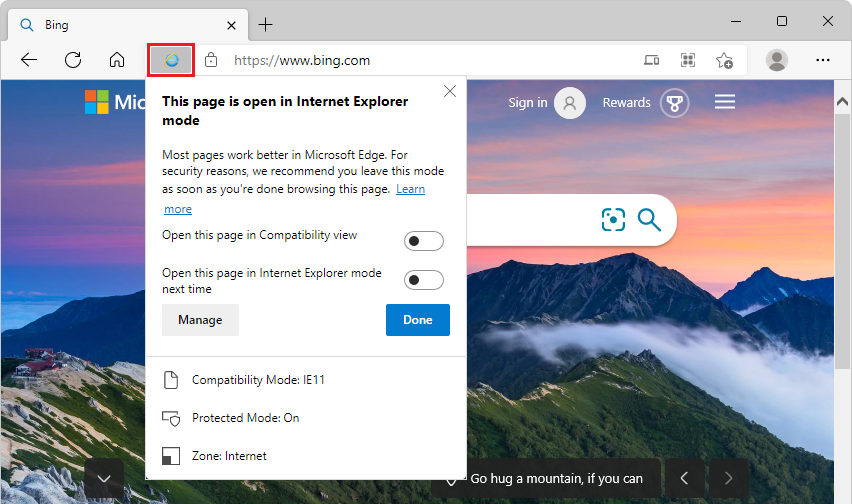 Bing
https://www.bing.com
Sign in
Rewards
This page is open in Internet Explorer
mode
Most pages work better in Microsoft Edge. For
security reasons, we recommend you leave this mode
as soon as you're done browsing this page. Learn
more
Open this page in Compatibility view
Open this page in Internet Explorer mode
next time
Manage
Done
Compatibility Mode: IE11
Protected Mode: On
Zone: Internet
Go hug a mountain, if you can